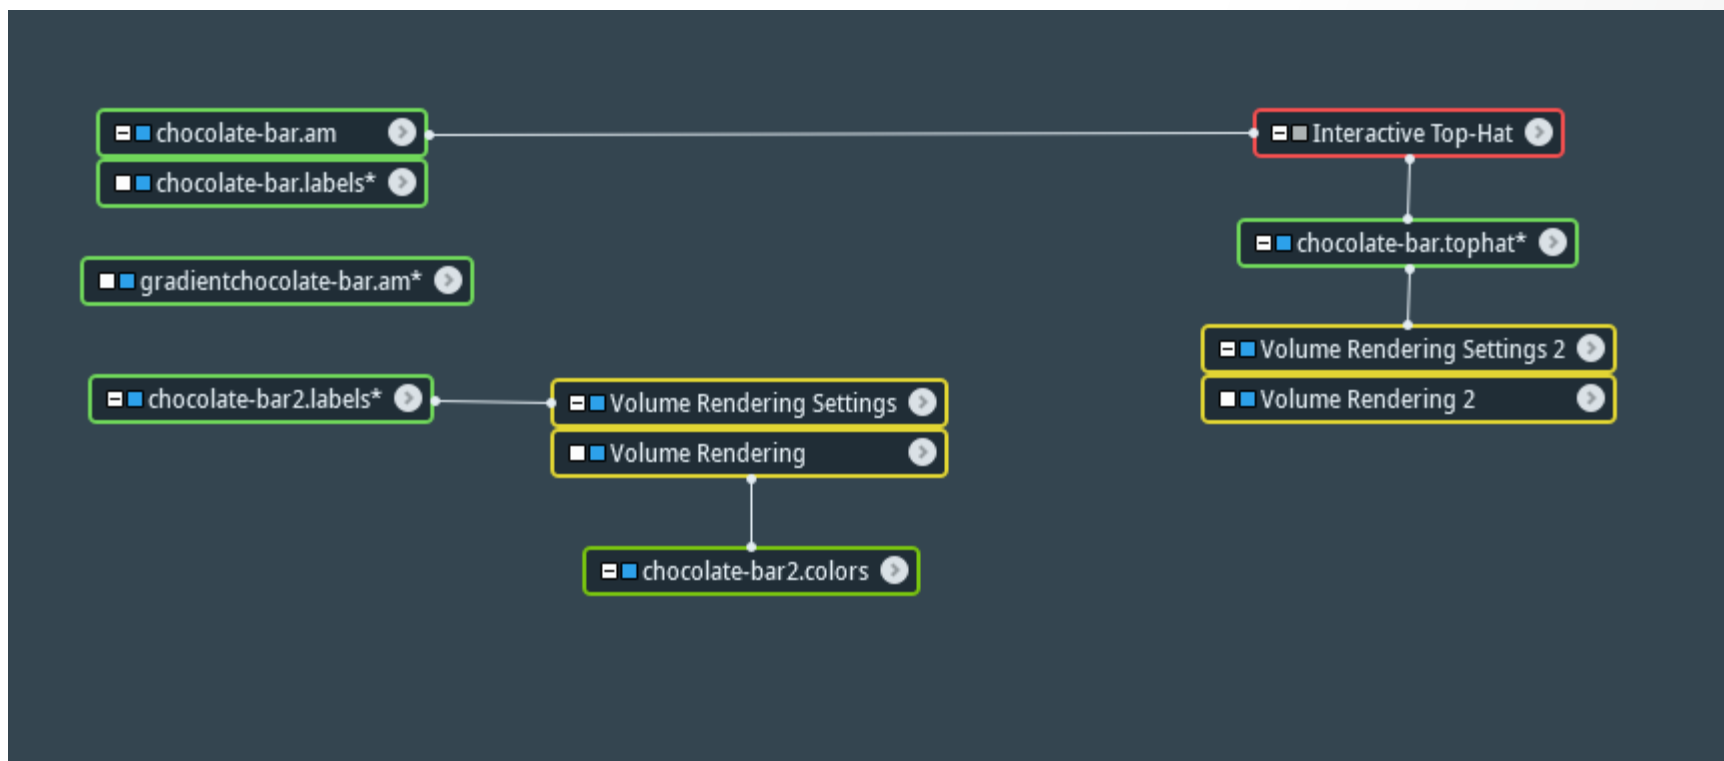 chocolate-bar.am
Interactive Top-Hat
chocolate-bar.labels*
chocolate-bar.tophat*
gradientchocolate-bar.am*
Volume Rendering Settings 2
chocolate-bar2.labels*
Volume Rendering Settings
Volume Rendering 2
Volume Rendering
chocolate-bar2.colors